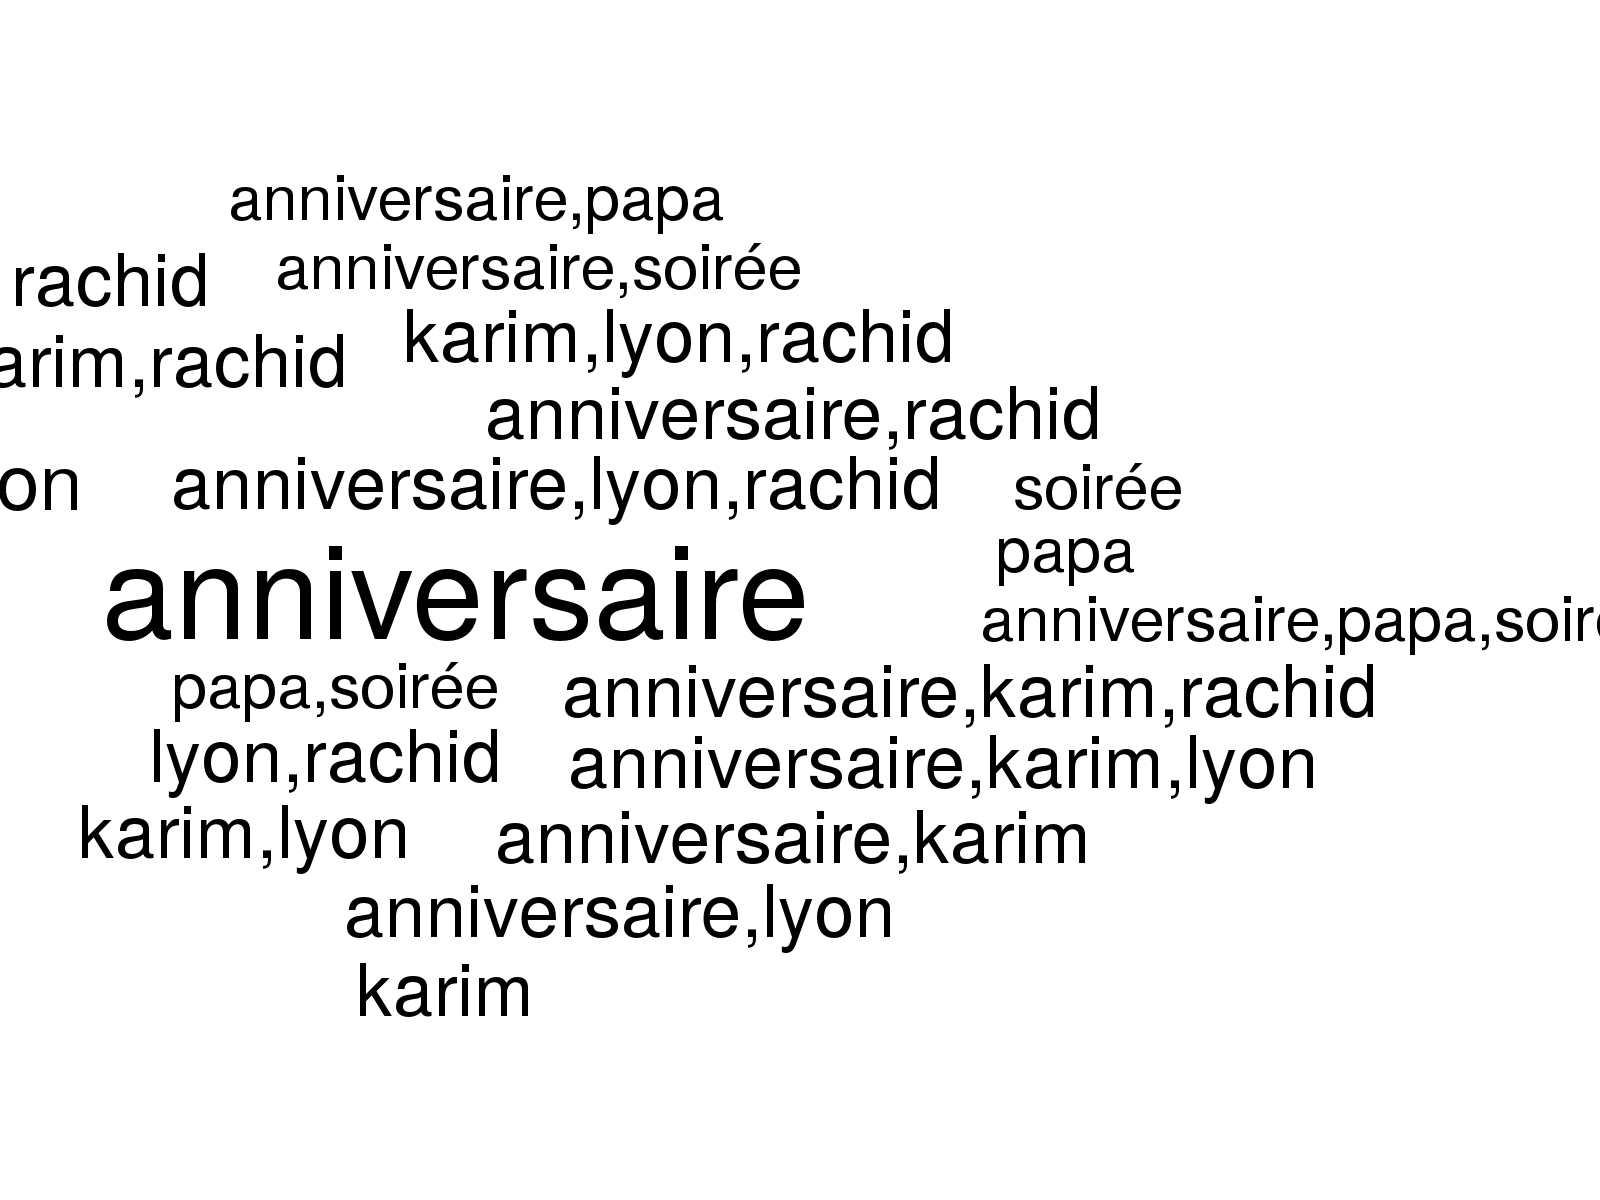 anniversaire,papa
rachid anniversaire,soirée
karim,lyon,rachid
arim,rachid
anniversaire,rachid
on anniversaire,lyon,rachid soirée
papa
anniversaire
anniversaire,papa,soir
papa,soirée anniversaire,karim,rachid
lyon,rachid anniversaire,karim,lyon
karim,lyon anniversaire,karim
anniversaire,lyon
karim